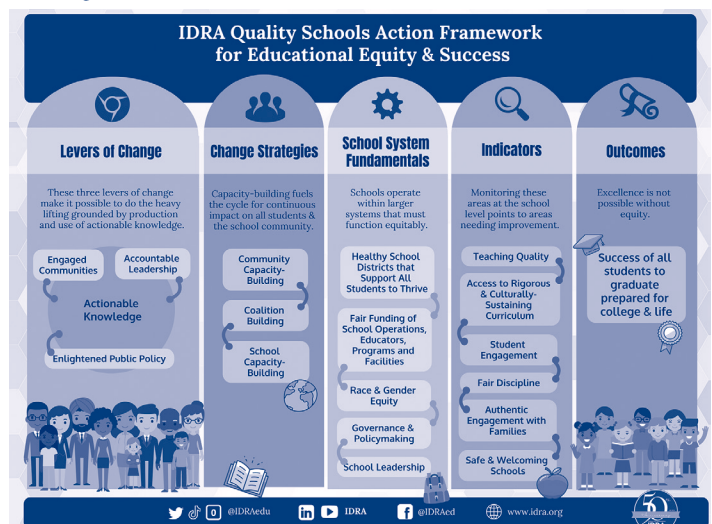 IDRA Quality Schools Action Framework
for Educational Equity & Success
Levers of Change
These three levers of change
make it possible to do the heavy
lifting grounded by production
and use of actionable knowledge.
Engaged
Communities
Accountable
Leadership
Actionable
Knowledge
Enlightened Public Policy
Change Strategies
Capacity-building fuels
the cycle for continuous
impact on all students &
the school community.
Community
Capacity-
Building
Coalition
Building
School
Capacity-
Building
School System
Fundamentals
Schools operate
within larger
systems that must
function equitably.
Healthy School
Districts that
Support All
Students to Thrive
Fair Funding of
School Operations,
Educators,
Programs and
Facilities
Race & Gender
Equity
Governance &
Policymaking
School Leadership
Indicators
Monitoring these
areas at the school
level points to areas
needing improvement.
Teaching Quality
Access to Rigorous
& Culturally-
Sustaining
Curriculum
Student
Engagement
Fair Discipline
Authentic
Engagement with
Families
Safe & Welcoming
Schools
Outcomes
Excellence is not
possible without
equity.
Success of all
students to
graduate
prepared for
college & life
@IDRAedu
IDRA
@IDRAed
www.idra.org
50